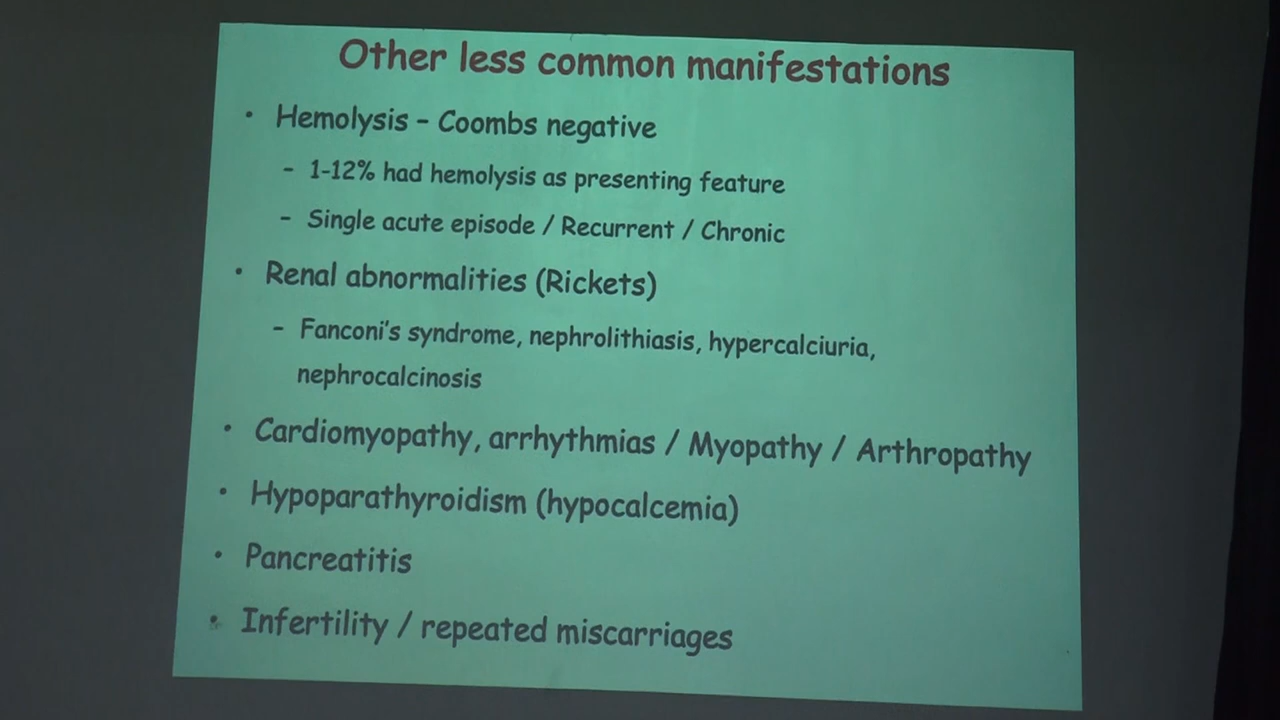 Other less common manifestations
• Hemolysis – Coombs negative
– 1-12% had hemolysis as presenting feature
– Single acute episode / Recurrent / Chronic
• Renal abnormalities (Rickets)
– Fanconi's syndrome, nephrolithiasis, hypercalciuria,
nephrocalcinosis
• Cardiomyopathy, arrhythmias / Myopathy / Arthropathy
• Hypoparathyroidism (hypocalcemia)
• Pancreatitis
• Infertility / repeated miscarriages